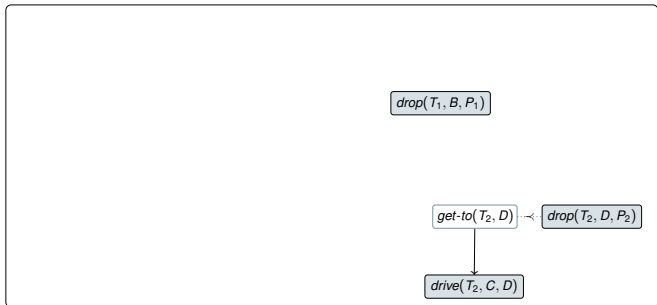 drop(T₁, B, P₁)
get-to(T₂, D) ≺ drop(T₂, D, P₂)
drive(T₂, C, D)